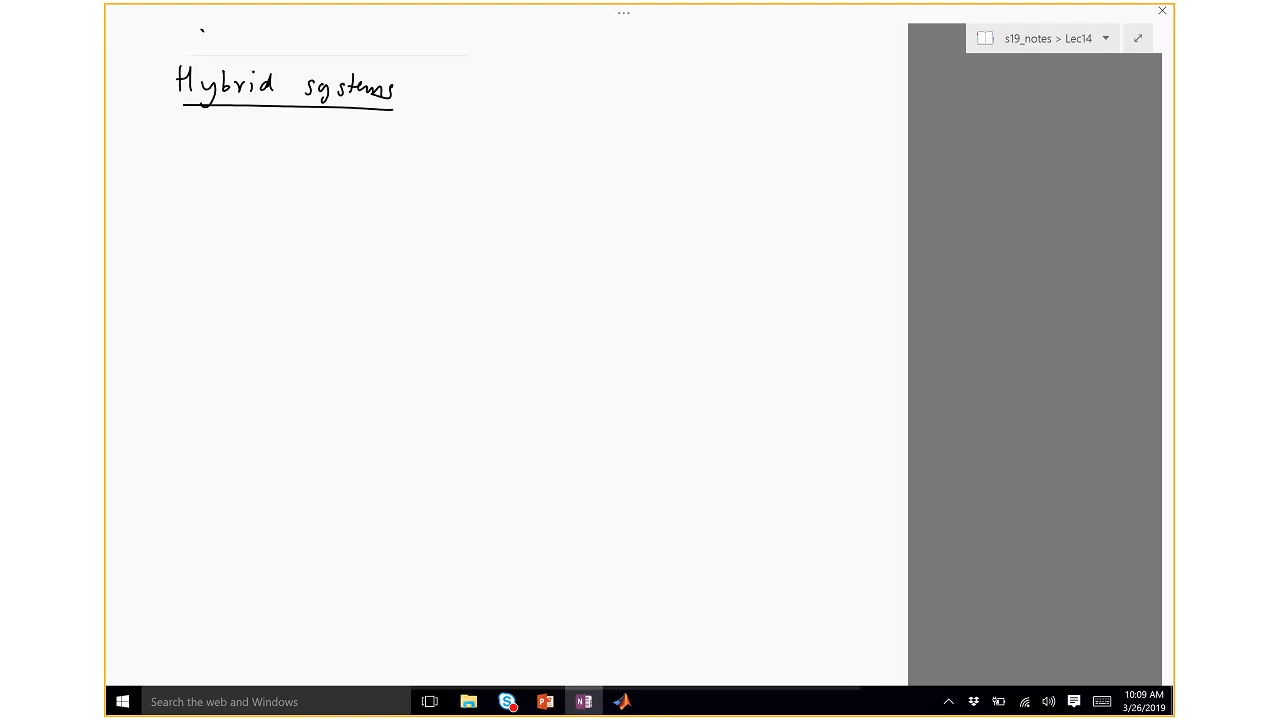 s19_notes > Lec14
Hybrid systems
Search the web and Windows
10:09 AM
3/26/2019